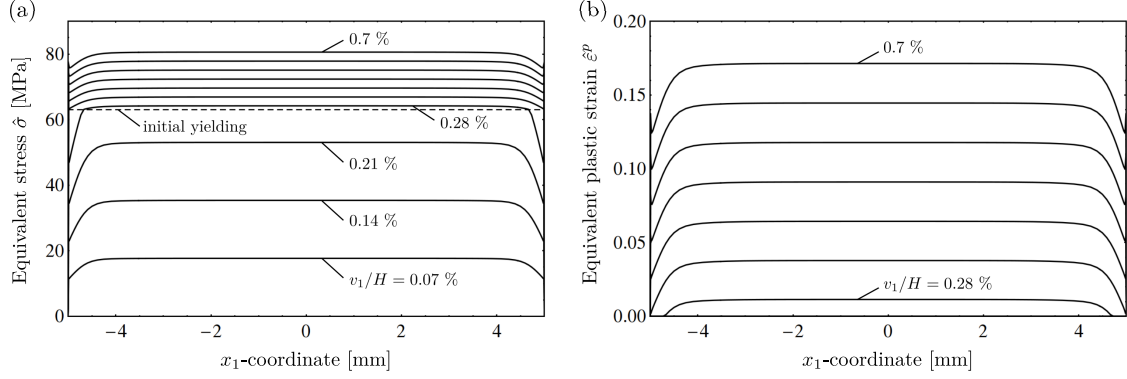 (a)
Equivalent stress σ̂ [MPa]
80
60
40
20
0
0.7 %
initial yielding
0.28 %
0.21 %
0.14 %
v₁/H = 0.07 %
−4
−2
0
2
4
x₁-coordinate [mm]
(b)
Equivalent plastic strain ε̂ᵖ
0.20
0.15
0.10
0.05
0.00
0.7 %
v₁/H = 0.28 %
−4
−2
0
2
4
x₁-coordinate [mm]